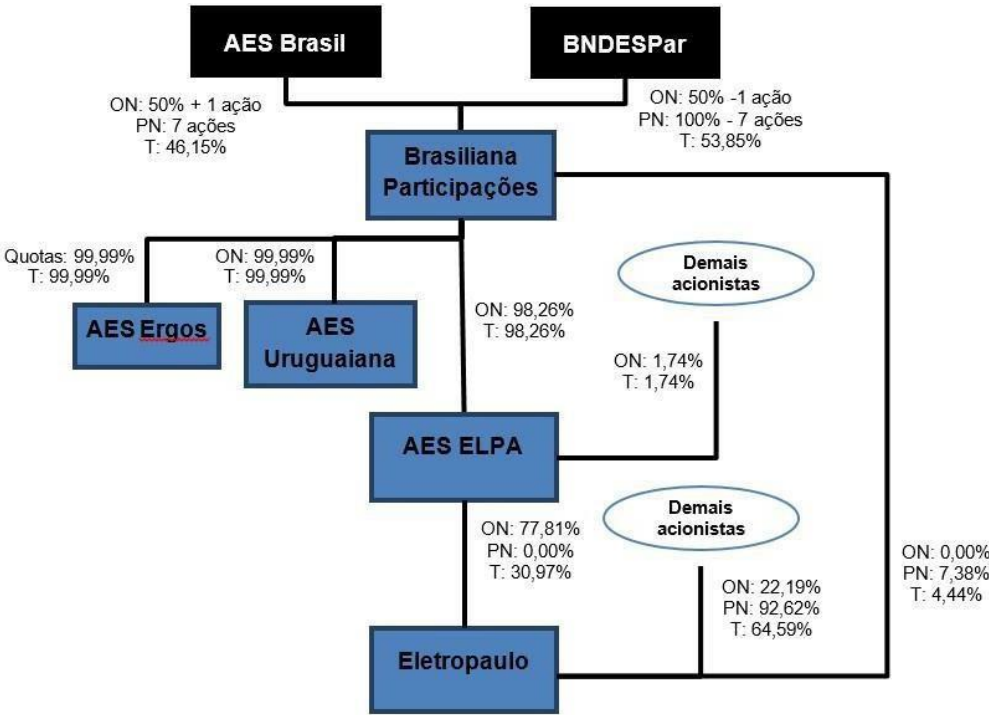 AES Brasil
BNDESPar
ON: 50% + 1 ação
PN: 7 ações
T: 46,15%
ON: 50% -1 ação
PN: 100% - 7 ações
T: 53,85%
Brasiliana
Participações
Quotas: 99,99%
T: 99,99%
ON: 99,99%
T: 99,99%
AES Ergos
AES
Uruguaiana
ON: 98,26%
T: 98,26%
Demais
acionistas
ON: 1,74%
T: 1,74%
AES ELPA
ON: 77,81%
PN: 0,00%
T: 30,97%
Demais
acionistas
ON: 22,19%
PN: 92,62%
T: 64,59%
ON: 0,00%
PN: 7,38%
T: 4,44%
Eletropaulo